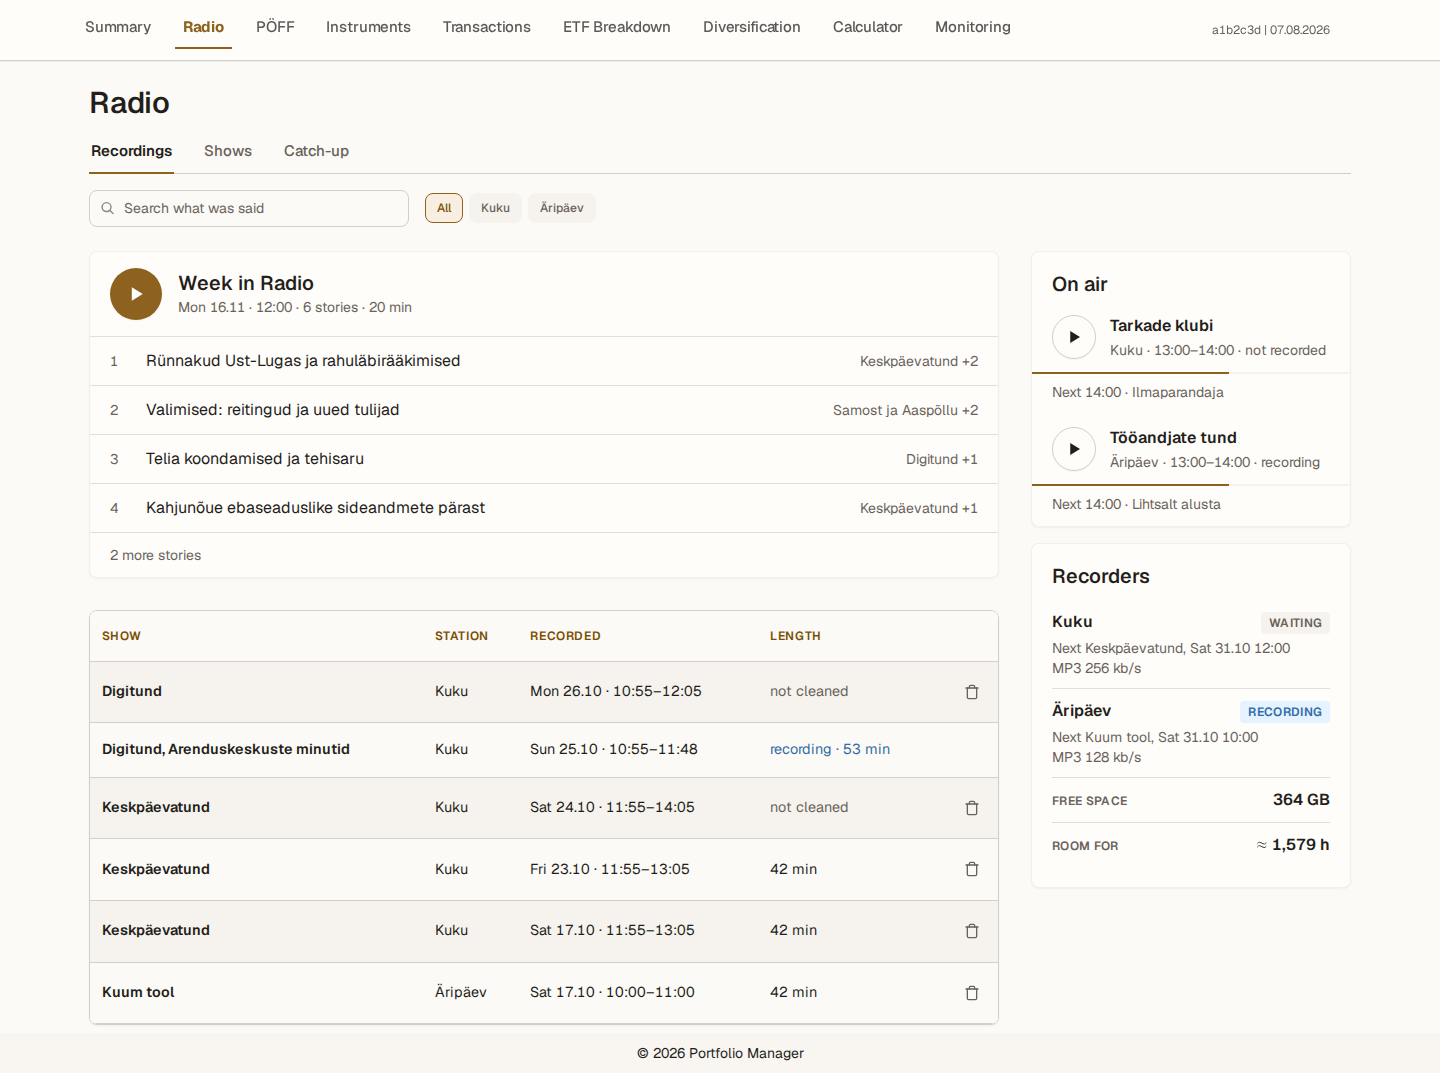 Summary Radio PÖFF Instruments Transactions ETF Breakdown Diversification Calculator Monitoring a1b2c3d | 07.08.2026
Radio
Recordings Shows Catch-up
Search what was said All Kuku Äripäev
Week in Radio
Mon 16.11 · 12:00 · 6 stories · 20 min
1 Rünnakud Ust-Lugas ja rahuläbirääkimised Keskpäevatund +2
2 Valimised: reitingud ja uued tulijad Samost ja Aaspõllu +2
3 Telia koondamised ja tehisaru Digitund +1
4 Kahjunõue ebaseaduslike sideandmete pärast Keskpäevatund +1
2 more stories
SHOW STATION RECORDED LENGTH
Digitund Kuku Mon 26.10 · 10:55–12:05 not cleaned
Digitund, Arenduskeskuste minutid Kuku Sun 25.10 · 10:55–11:48 recording · 53 min
Keskpäevatund Kuku Sat 24.10 · 11:55–14:05 not cleaned
Keskpäevatund Kuku Fri 23.10 · 11:55–13:05 42 min
Keskpäevatund Kuku Sat 17.10 · 11:55–13:05 42 min
Kuum tool Äripäev Sat 17.10 · 10:00–11:00 42 min
On air
Tarkade klubi
Kuku · 13:00–14:00 · not recorded
Next 14:00 · Ilmaparandaja
Tööandjate tund
Äripäev · 13:00–14:00 · recording
Next 14:00 · Lihtsalt alusta
Recorders
Kuku WAITING
Next Keskpäevatund, Sat 31.10 12:00
MP3 256 kb/s
Äripäev RECORDING
Next Kuum tool, Sat 31.10 10:00
MP3 128 kb/s
FREE SPACE 364 GB
ROOM FOR ≈ 1,579 h
© 2026 Portfolio Manager